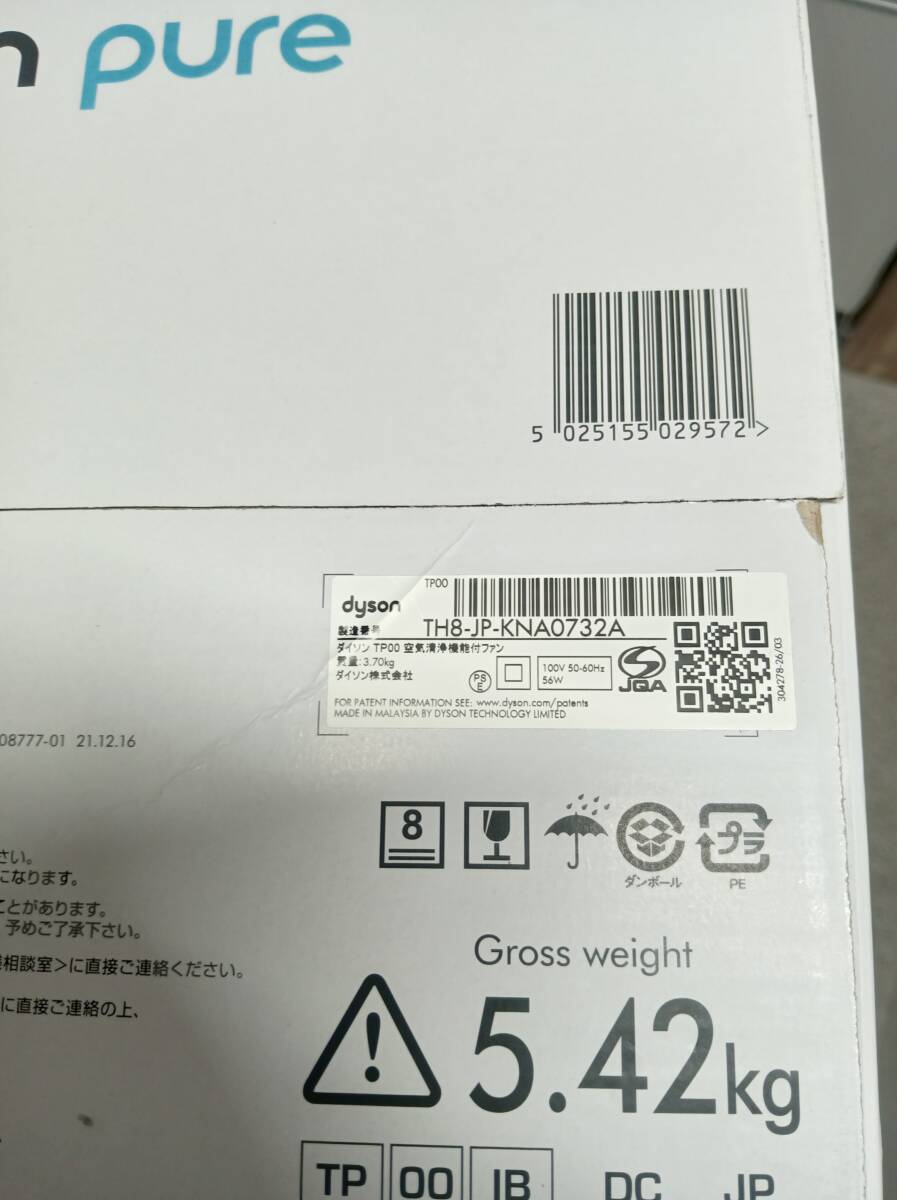 n pure
5 025155 029572 >
TP00
dyson
製造番号 TH8-JP-KNA0732A
ダイソン TP00 空気清浄機能付ファン
質量:3.70kg
ダイソン株式会社
PS E
100V 50-60Hz
56W
JQA
FOR PATENT INFORMATION SEE: www.dyson.com/patents
MADE IN MALAYSIA BY DYSON TECHNOLOGY LIMITED
304278-26/03
08777-01 21.12.16
8
プラ
ダンボール
PE
さい。
になります。
ことがあります。
予めご了承下さい。
相談室>に直接ご連絡ください。
に直接ご連絡の上、
Gross weight
5.42kg
TP 00 IB DC JP